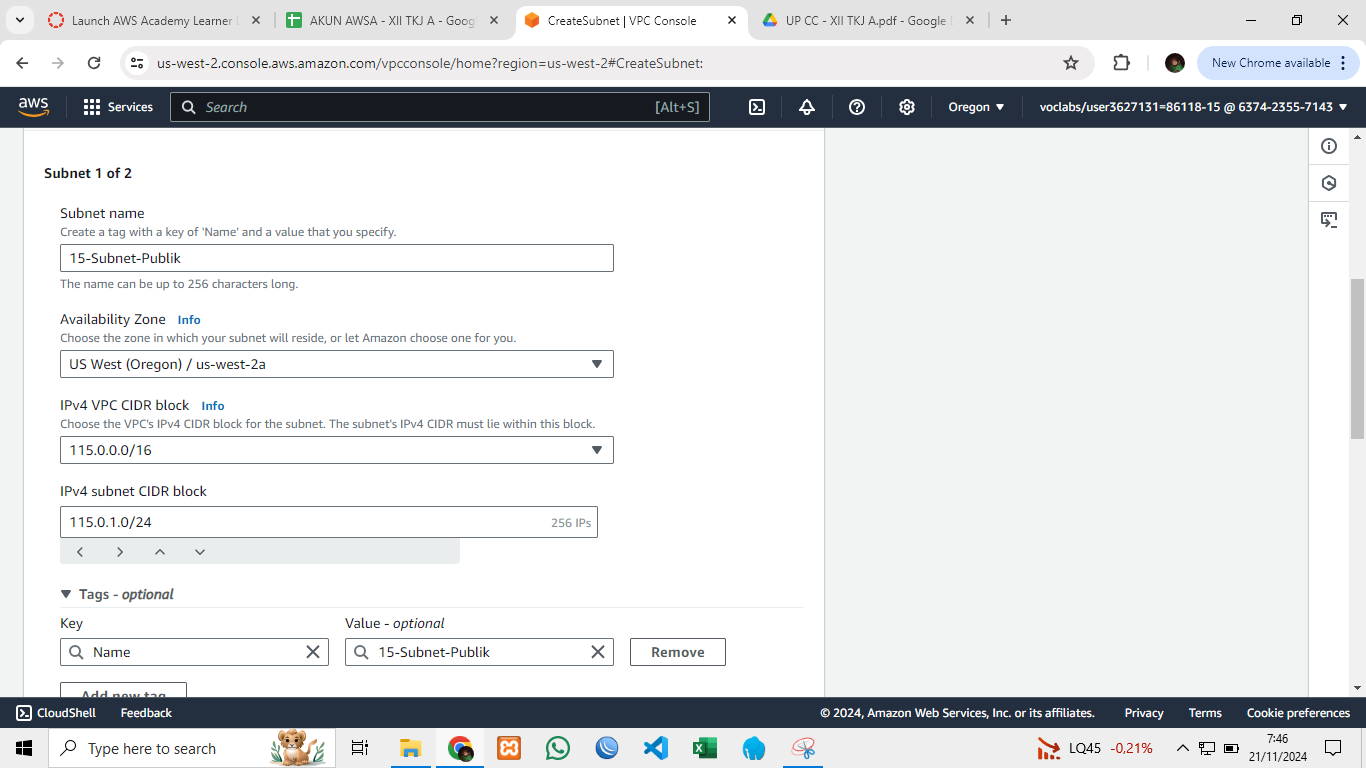 Launch AWS Academy Learner L
AKUN AWSA - XII TKJ A - Goog
CreateSubnet | VPC Console
UP CC - XII TKJ A.pdf - Google D
us-west-2.console.aws.amazon.com/vpcconsole/home?region=us-west-2#CreateSubnet:
New Chrome available
aws
Services
Search
[Alt+S]
Oregon
voclabs/user3627131=86118-15 @ 6374-2355-7143
Subnet 1 of 2
Subnet name
Create a tag with a key of 'Name' and a value that you specify.
15-Subnet-Publik
The name can be up to 256 characters long.
Availability Zone Info
Choose the zone in which your subnet will reside, or let Amazon choose one for you.
US West (Oregon) / us-west-2a
IPv4 VPC CIDR block Info
Choose the VPC's IPv4 CIDR block for the subnet. The subnet's IPv4 CIDR must lie within this block.
115.0.0.0/16
IPv4 subnet CIDR block
115.0.1.0/24 256 IPs
Tags - optional
Key Value - optional
Name 15-Subnet-Publik Remove
Add new tag
CloudShell Feedback © 2024, Amazon Web Services, Inc. or its affiliates. Privacy Terms Cookie preferences
Type here to search
LQ45 -0,21%
7:46
21/11/2024